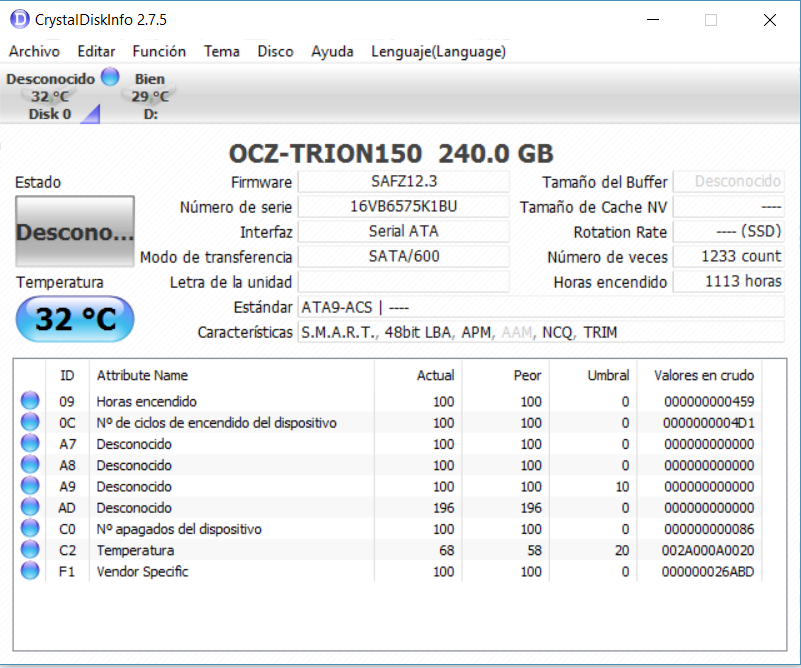 CrystalDiskInfo 2.7.5
Archivo Editar Función Tema Disco Ayuda Lenguaje(Language)
Desconocido Bien
32 °C 29 °C
Disk 0 D:
OCZ-TRION150 240.0 GB
Estado Firmware SAFZ12.3 Tamaño del Buffer Desconocido
Número de serie 16VB6575K1BU Tamaño de Cache NV ----
Descono... Interfaz Serial ATA Rotation Rate ---- (SSD)
Modo de transferencia SATA/600 Número de veces 1233 count
Temperatura Letra de la unidad Horas encendido 1113 horas
32 °C Estándar ATA9-ACS | ----
Características S.M.A.R.T., 48bit LBA, APM, AAM, NCQ, TRIM
ID Attribute Name Actual Peor Umbral Valores en crudo
09 Horas encendido 100 100 0 000000000459
0C Nº de ciclos de encendido del dispositivo 100 100 0 0000000004D1
A7 Desconocido 100 100 0 000000000000
A8 Desconocido 100 100 0 000000000000
A9 Desconocido 100 100 10 000000000000
AD Desconocido 196 196 0 000000000000
C0 Nº apagados del dispositivo 100 100 0 000000000086
C2 Temperatura 68 58 20 002A000A0020
F1 Vendor Specific 100 100 0 000000026ABD